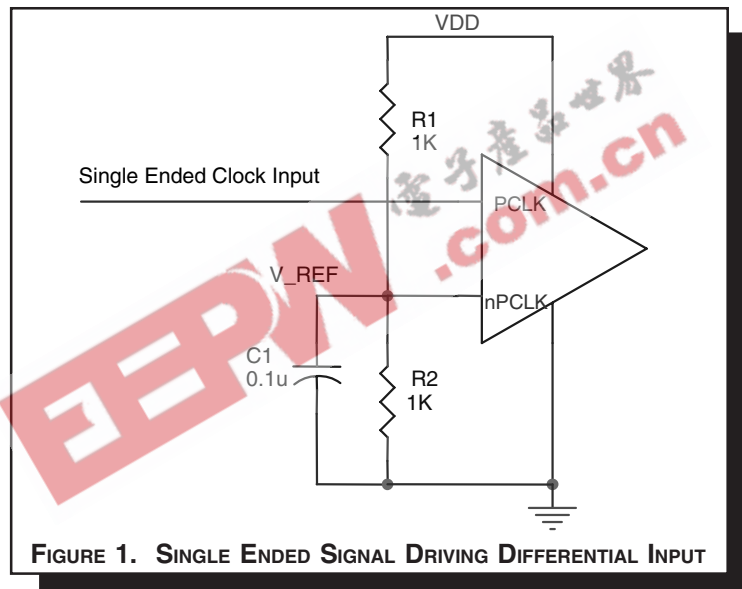 VDD
R1
1K
Single Ended Clock Input
PCLK
V_REF
nPCLK
C1
0.1u
R2
1K
EEPW.com.cn
电子產品世界
FIGURE 1. SINGLE ENDED SIGNAL DRIVING DIFFERENTIAL INPUT